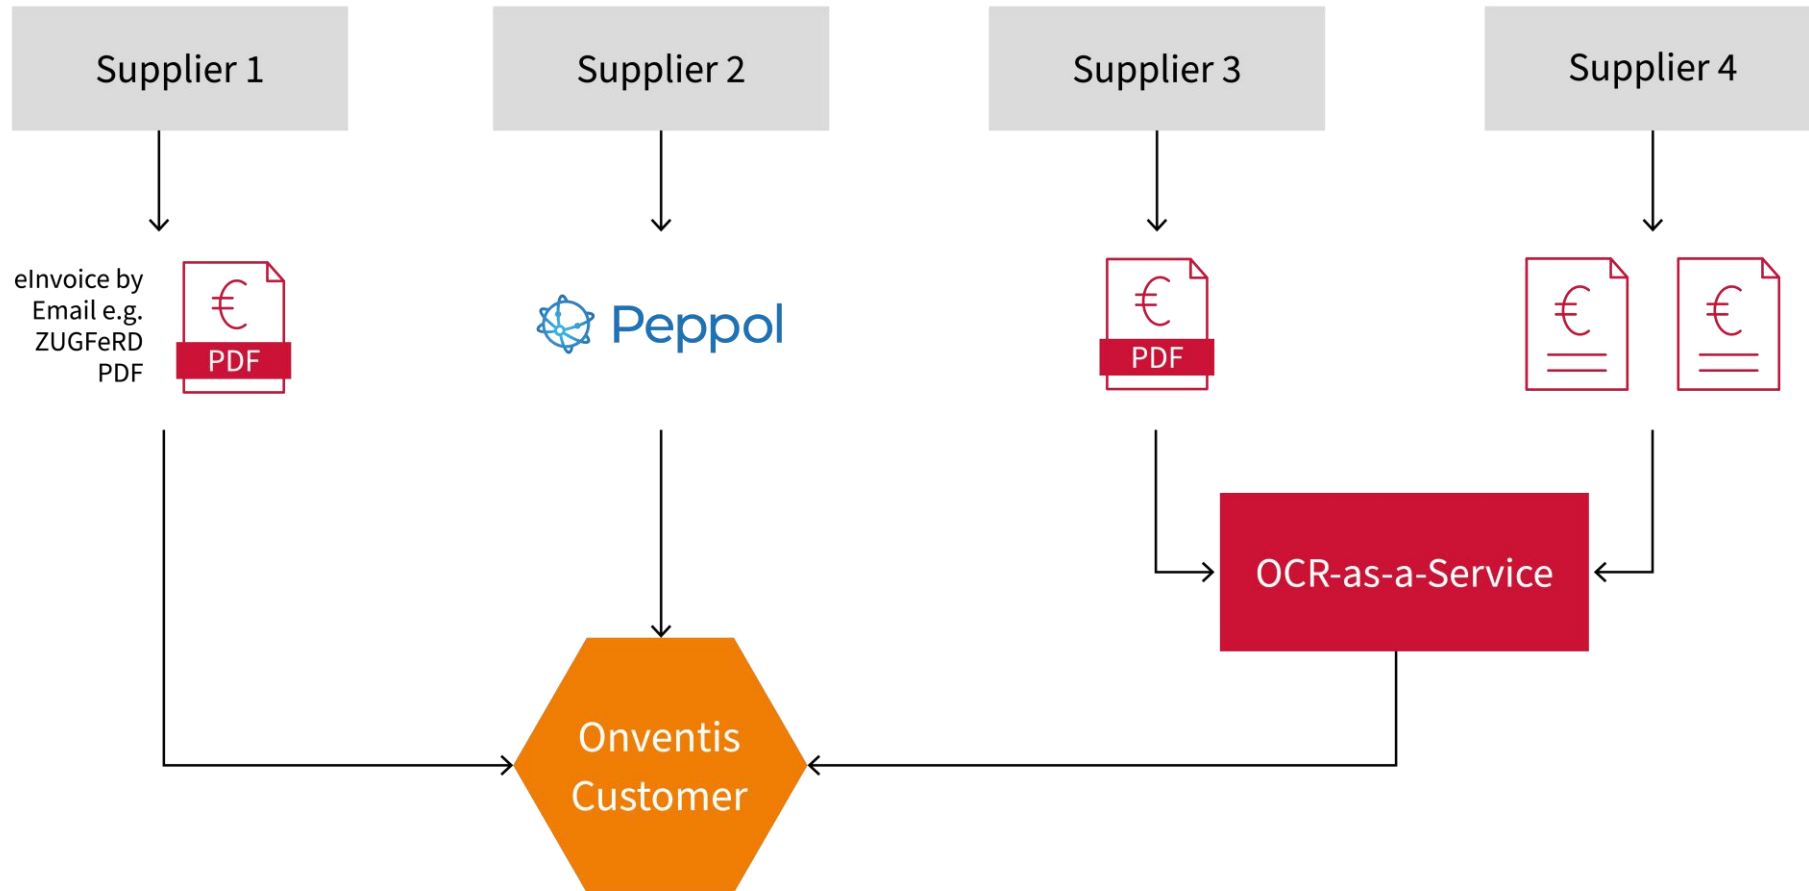 Supplier 1
Supplier 2
Supplier 3
Supplier 4
eInvoice by
Email e.g.
ZUGFeRD
PDF
€
PDF
Peppol
€
PDF
€
€
OCR-as-a-Service
Onventis
Customer